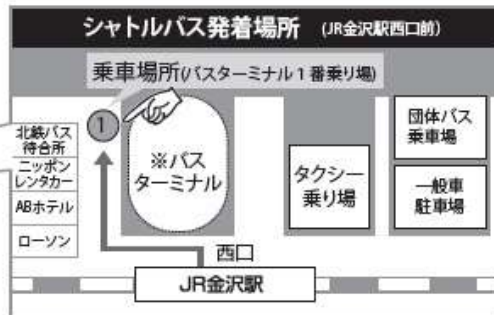 シャトルバス発着場所 (JR金沢駅西口前)
乗車場所(バスターミナル1番乗り場)
1
北鉄バス
待合所
ニッポン
レンタカー
ABホテル
ローソン
※バス
ターミナル
タクシー
乗り場
団体バス
乗車場
一般車
駐車場
西口
JR金沢駅